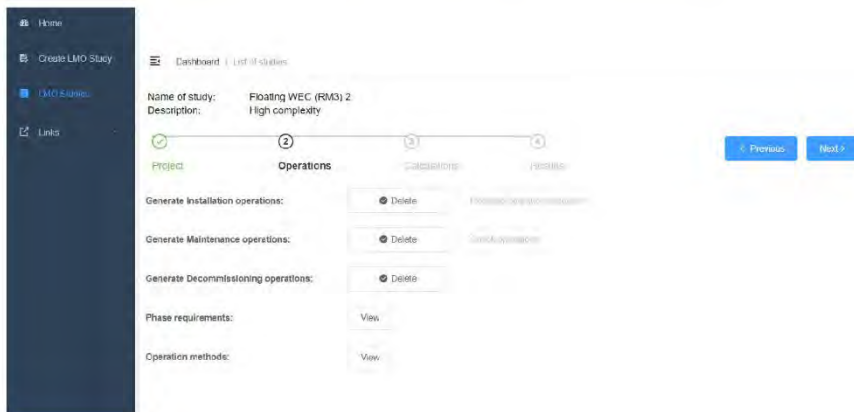 Home
Create LMO Study
LMO Studies
Links
Dashboard / List of studies
Name of study: Floating WEC (RM3) 2
Description: High complexity
2 3 4
Project Operations Calculations Results
< Previous Next >
Generate Installation operations: Delete
Generate Maintenance operations: Delete
Generate Decommissioning operations: Delete
Phase requirements: View
Operation methods: View